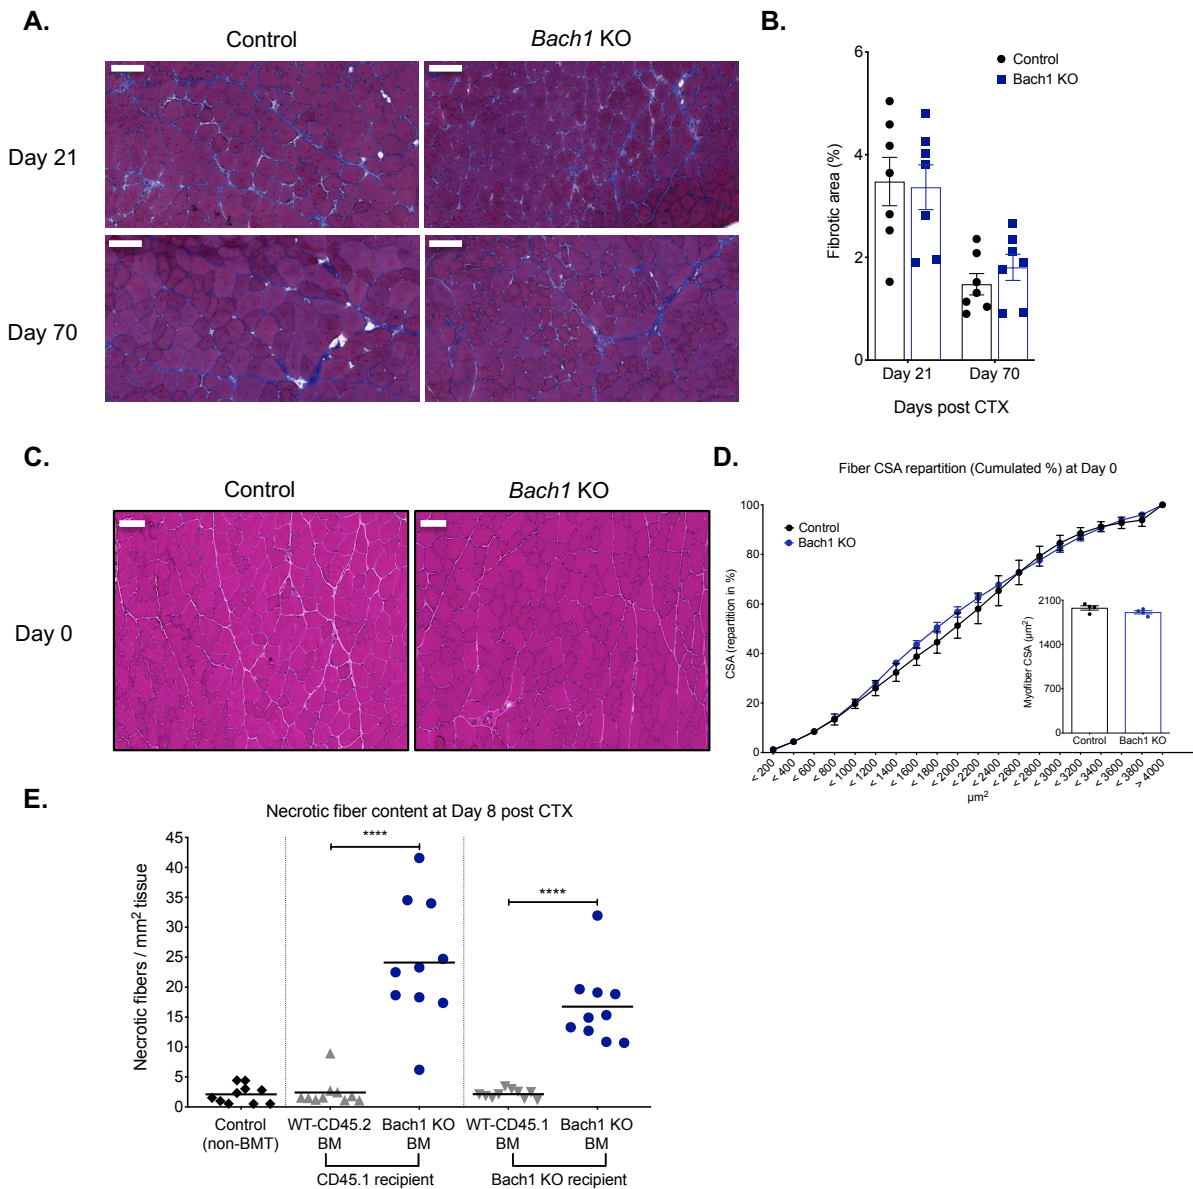 A.
Control
Bach1 KO
Day 21
Day 70
B.
6
4
2
0
Fibrotic area (%)
Control
Bach1 KO
Day 21
Day 70
Days post CTX
C.
Control
Bach1 KO
Day 0
D.
Fiber CSA repartition (Cumulated %) at Day 0
100
80
60
40
20
0
CSA (repartition in %)
Control
Bach1 KO
2100
1400
700
0
Myofiber CSA (µm²)
Control
Bach1 KO
< 200
< 400
< 600
< 800
< 1000
< 1200
< 1400
< 1600
< 1800
< 2000
< 2200
< 2400
< 2600
< 2800
< 3000
< 3200
< 3400
< 3600
< 3800
> 4000
µm²
E.
Necrotic fiber content at Day 8 post CTX
45
40
35
30
25
20
15
10
5
0
Necrotic fibers / mm² tissue
****
****
Control
(non-BMT)
WT-CD45.2
BM
Bach1 KO
BM
WT-CD45.1
BM
Bach1 KO
BM
CD45.1 recipient
Bach1 KO recipient